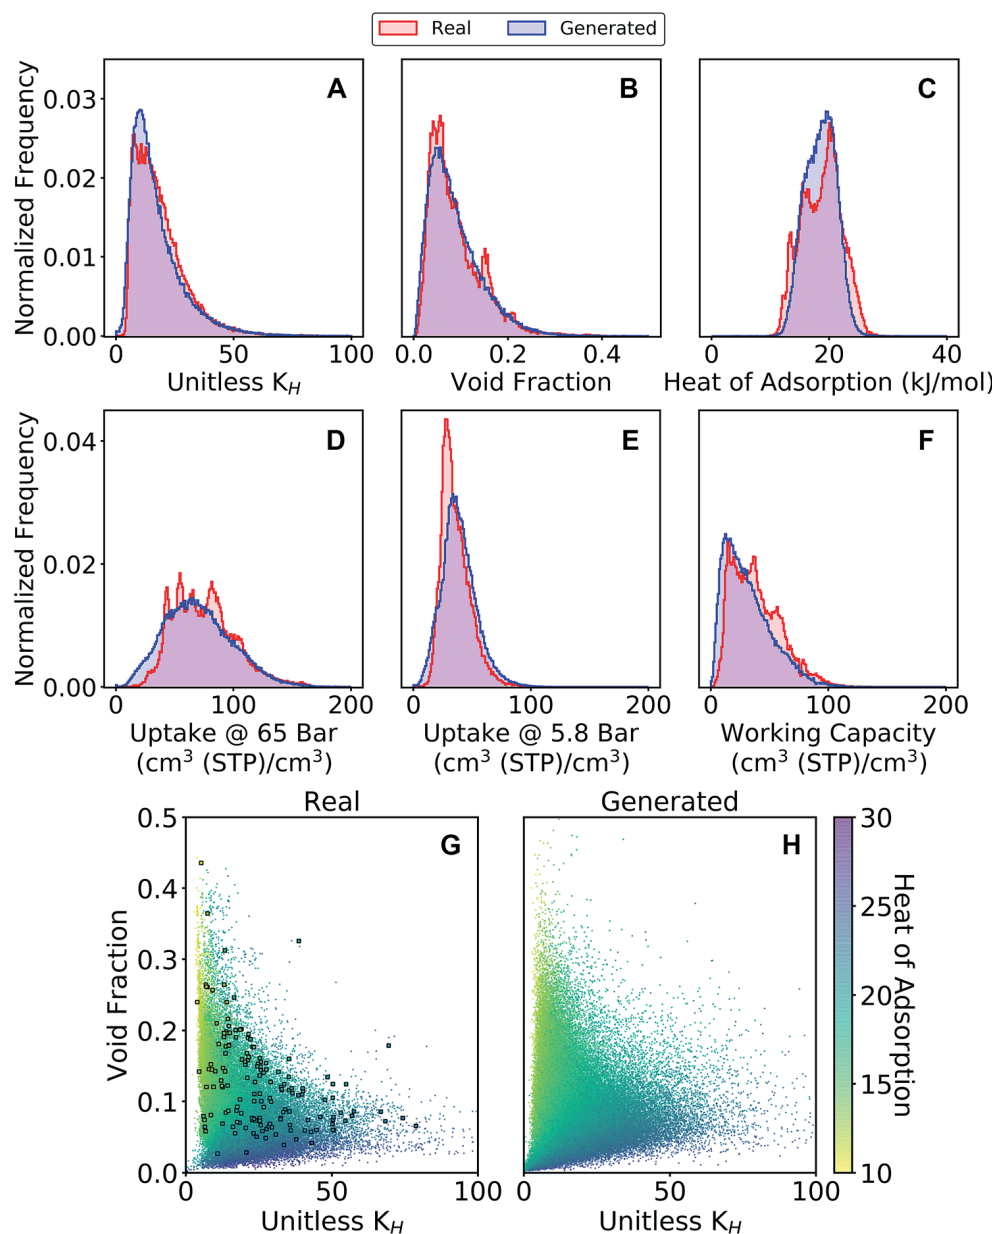 Real Generated
A
B
C
Normalized Frequency
0.03
0.02
0.01
0.00
0 50 100
0.0 0.2 0.4
0 20 40
Unitless K_H
Void Fraction
Heat of Adsorption (kJ/mol)
D
E
F
Normalized Frequency
0.04
0.02
0.00
0 100 200
0 100 200
0 100 200
Uptake @ 65 Bar
(cm³ (STP)/cm³)
Uptake @ 5.8 Bar
(cm³ (STP)/cm³)
Working Capacity
(cm³ (STP)/cm³)
Real
Generated
G
H
Void Fraction
0.5
0.4
0.3
0.2
0.1
0.0
0 50 100
0 50 100
Unitless K_H
Unitless K_H
30
25
20
15
10
Heat of Adsorption